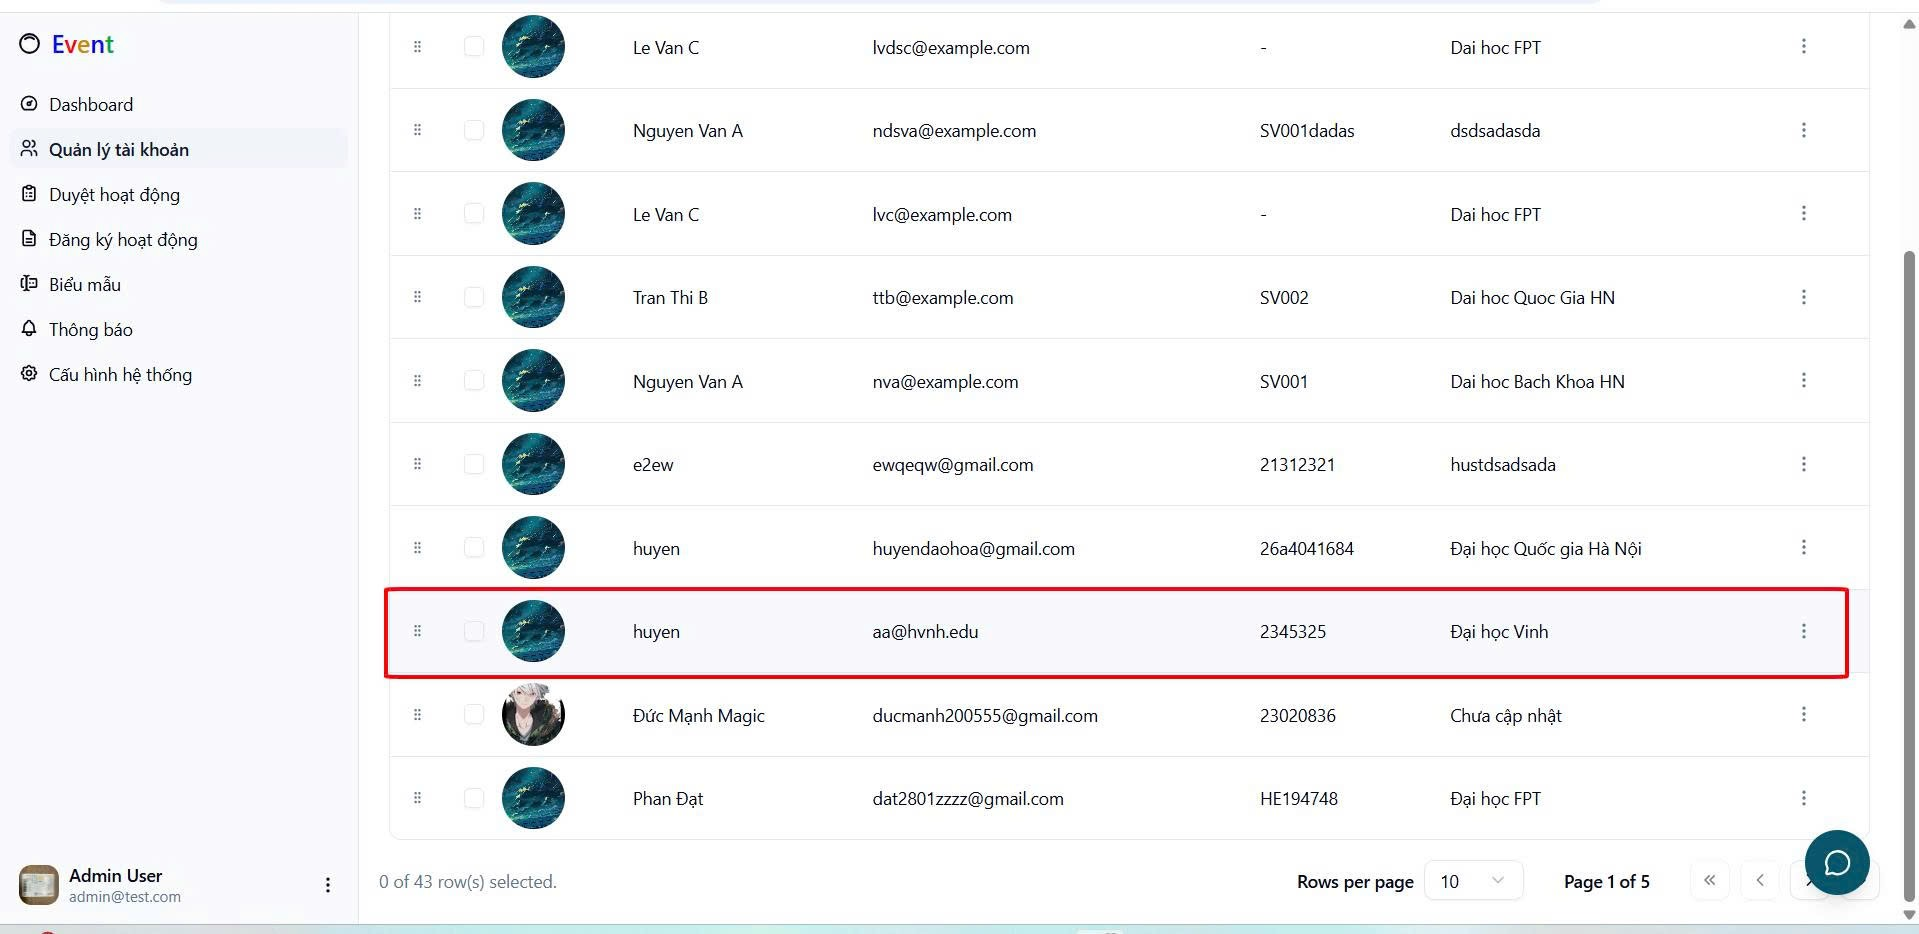 Event
Dashboard
Quản lý tài khoản
Duyệt hoạt động
Đăng ký hoạt động
Biểu mẫu
Thông báo
Cấu hình hệ thống
Admin User
admin@test.com
Le Van C lvdsc@example.com - Dai hoc FPT
Nguyen Van A ndsva@example.com SV001dadas dsdsadasda
Le Van C lvc@example.com - Dai hoc FPT
Tran Thi B ttb@example.com SV002 Dai hoc Quoc Gia HN
Nguyen Van A nva@example.com SV001 Dai hoc Bach Khoa HN
e2ew ewqeqw@gmail.com 21312321 hustdsadsada
huyen huyendaohoa@gmail.com 26a4041684 Đại học Quốc gia Hà Nội
huyen aa@hvnh.edu 2345325 Đại học Vinh
Đức Mạnh Magic ducmanh200555@gmail.com 23020836 Chưa cập nhật
Phan Đạt dat2801zzzz@gmail.com HE194748 Đại học FPT
0 of 43 row(s) selected. Rows per page 10 Page 1 of 5